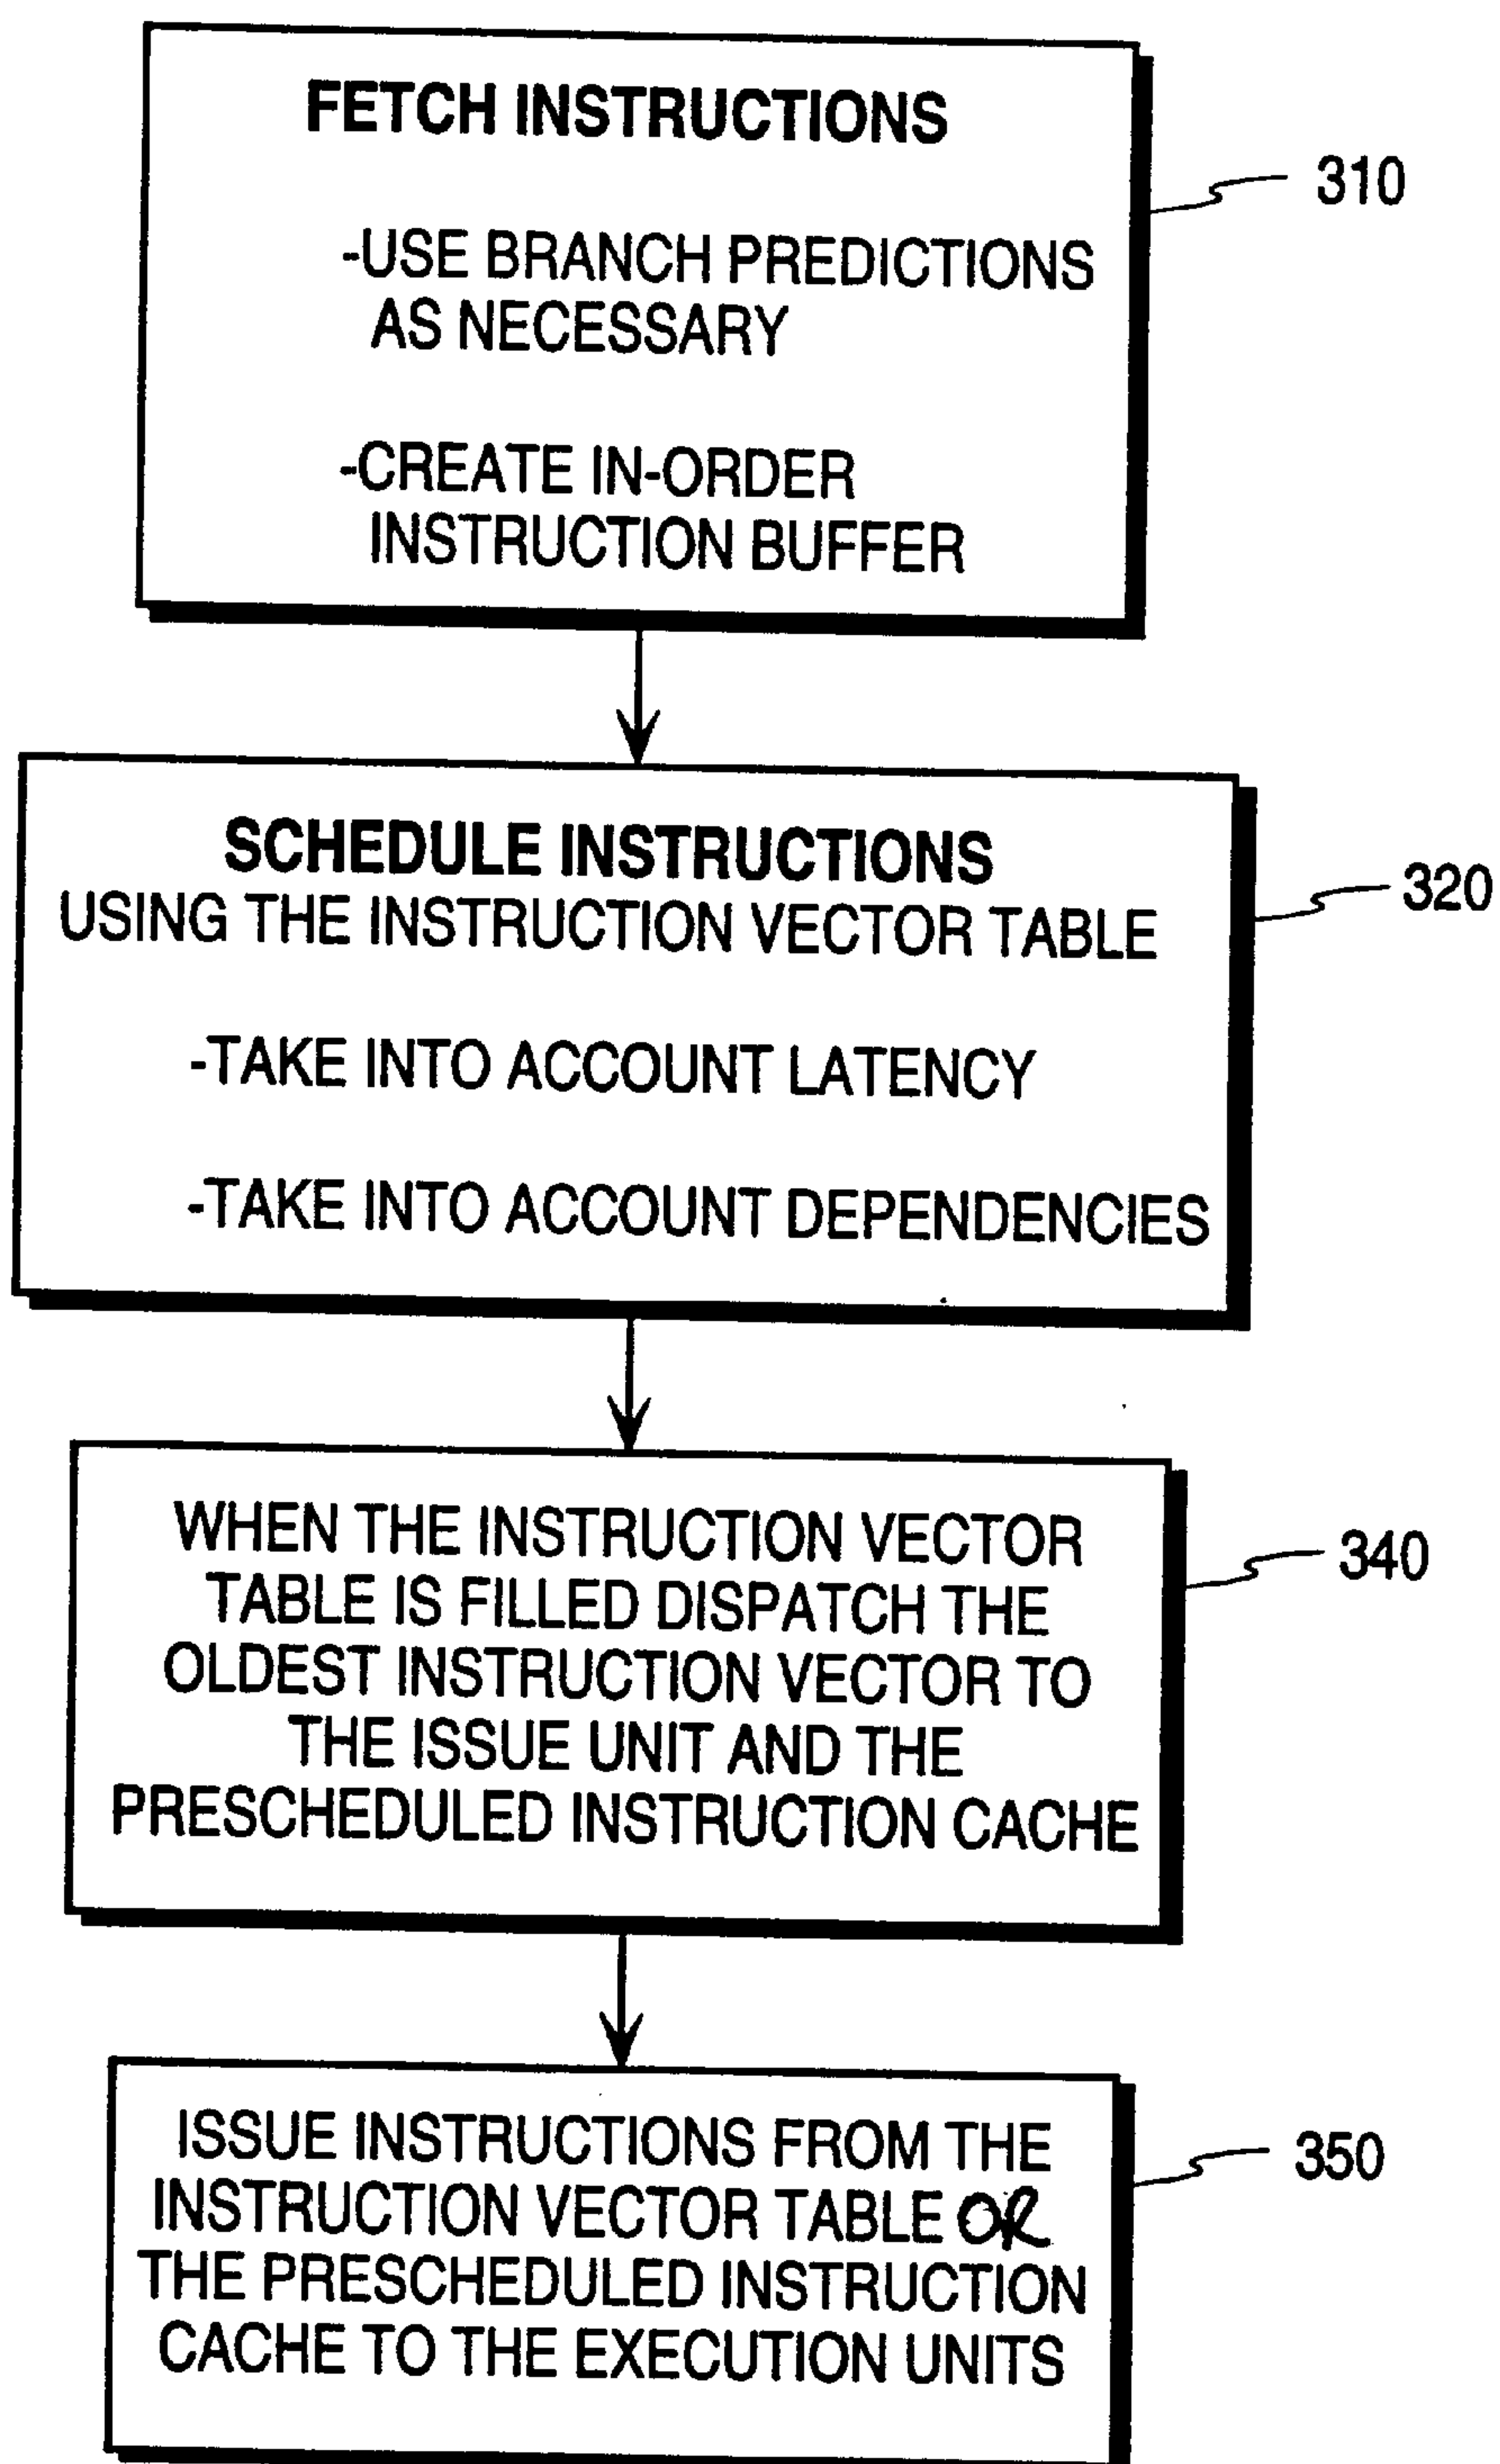 FETCH INSTRUCTIONS
-USE BRANCH PREDICTIONS
AS NECESSARY
-CREATE IN-ORDER
INSTRUCTION BUFFER
310
SCHEDULE INSTRUCTIONS
USING THE INSTRUCTION VECTOR TABLE
-TAKE INTO ACCOUNT LATENCY
-TAKE INTO ACCOUNT DEPENDENCIES
320
WHEN THE INSTRUCTION VECTOR
TABLE IS FILLED DISPATCH THE
OLDEST INSTRUCTION VECTOR TO
THE ISSUE UNIT AND THE
PRESCHEDULED INSTRUCTION CACHE
340
ISSUE INSTRUCTIONS FROM THE
INSTRUCTION VECTOR TABLE OR
THE PRESCHEDULED INSTRUCTION
CACHE TO THE EXECUTION UNITS
350